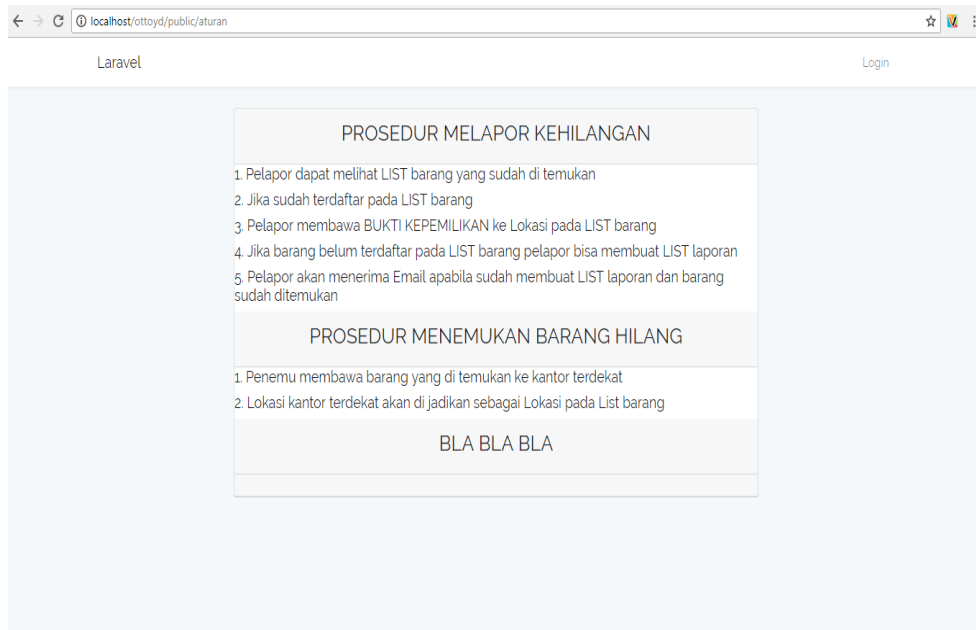 localhost/ottoyd/public/aturan
Laravel
Login
PROSEDUR MELAPOR KEHILANGAN
1. Pelapor dapat melihat LIST barang yang sudah di temukan
2. Jika sudah terdaftar pada LIST barang
3. Pelapor membawa BUKTI KEPEMILIKAN ke Lokasi pada LIST barang
4. Jika barang belum terdaftar pada LIST barang pelapor bisa membuat LIST laporan
5. Pelapor akan menerima Email apabila sudah membuat LIST laporan dan barang
sudah ditemukan
PROSEDUR MENEMUKAN BARANG HILANG
1. Penemu membawa barang yang di temukan ke kantor terdekat
2. Lokasi kantor terdekat akan di jadikan sebagai Lokasi pada List barang
BLA BLA BLA